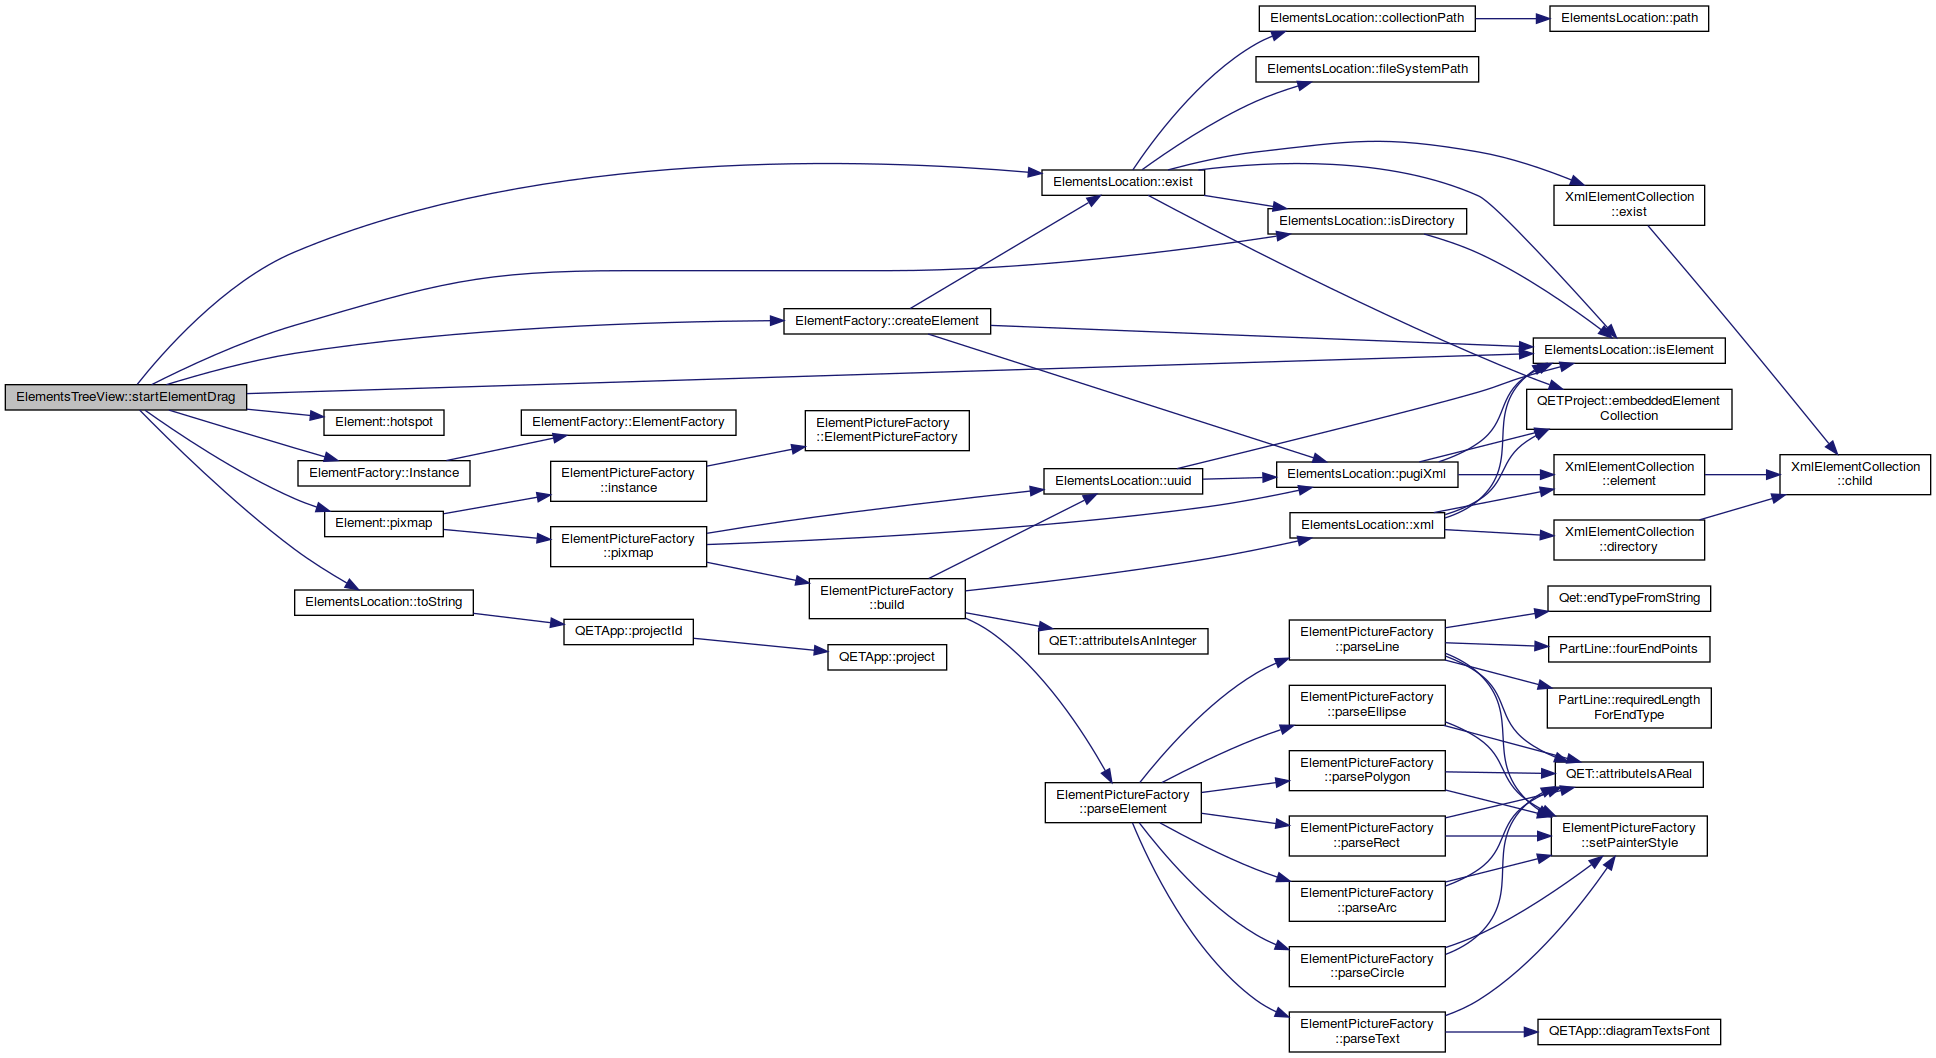 ElementsTreeView::startElementDrag
Element::hotspot
ElementFactory::Instance
Element::pixmap
ElementsLocation::toString
ElementFactory::ElementFactory
ElementPictureFactory
::instance
ElementPictureFactory
::pixmap
QETApp::projectId
ElementFactory::createElement
ElementPictureFactory
::ElementPictureFactory
ElementPictureFactory
::build
QETApp::project
ElementsLocation::exist
ElementsLocation::uuid
QET::attributeIsAnInteger
ElementPictureFactory
::parseElement
ElementsLocation::collectionPath
ElementsLocation::fileSystemPath
ElementsLocation::isDirectory
ElementsLocation::pugiXml
ElementsLocation::xml
ElementPictureFactory
::parseLine
ElementPictureFactory
::parseEllipse
ElementPictureFactory
::parsePolygon
ElementPictureFactory
::parseRect
ElementPictureFactory
::parseArc
ElementPictureFactory
::parseCircle
ElementPictureFactory
::parseText
ElementsLocation::path
XmlElementCollection
::exist
ElementsLocation::isElement
QETProject::embeddedElement
Collection
XmlElementCollection
::element
XmlElementCollection
::directory
Qet::endTypeFromString
PartLine::fourEndPoints
PartLine::requiredLength
ForEndType
QET::attributeIsAReal
ElementPictureFactory
::setPainterStyle
QETApp::diagramTextsFont
XmlElementCollection
::child